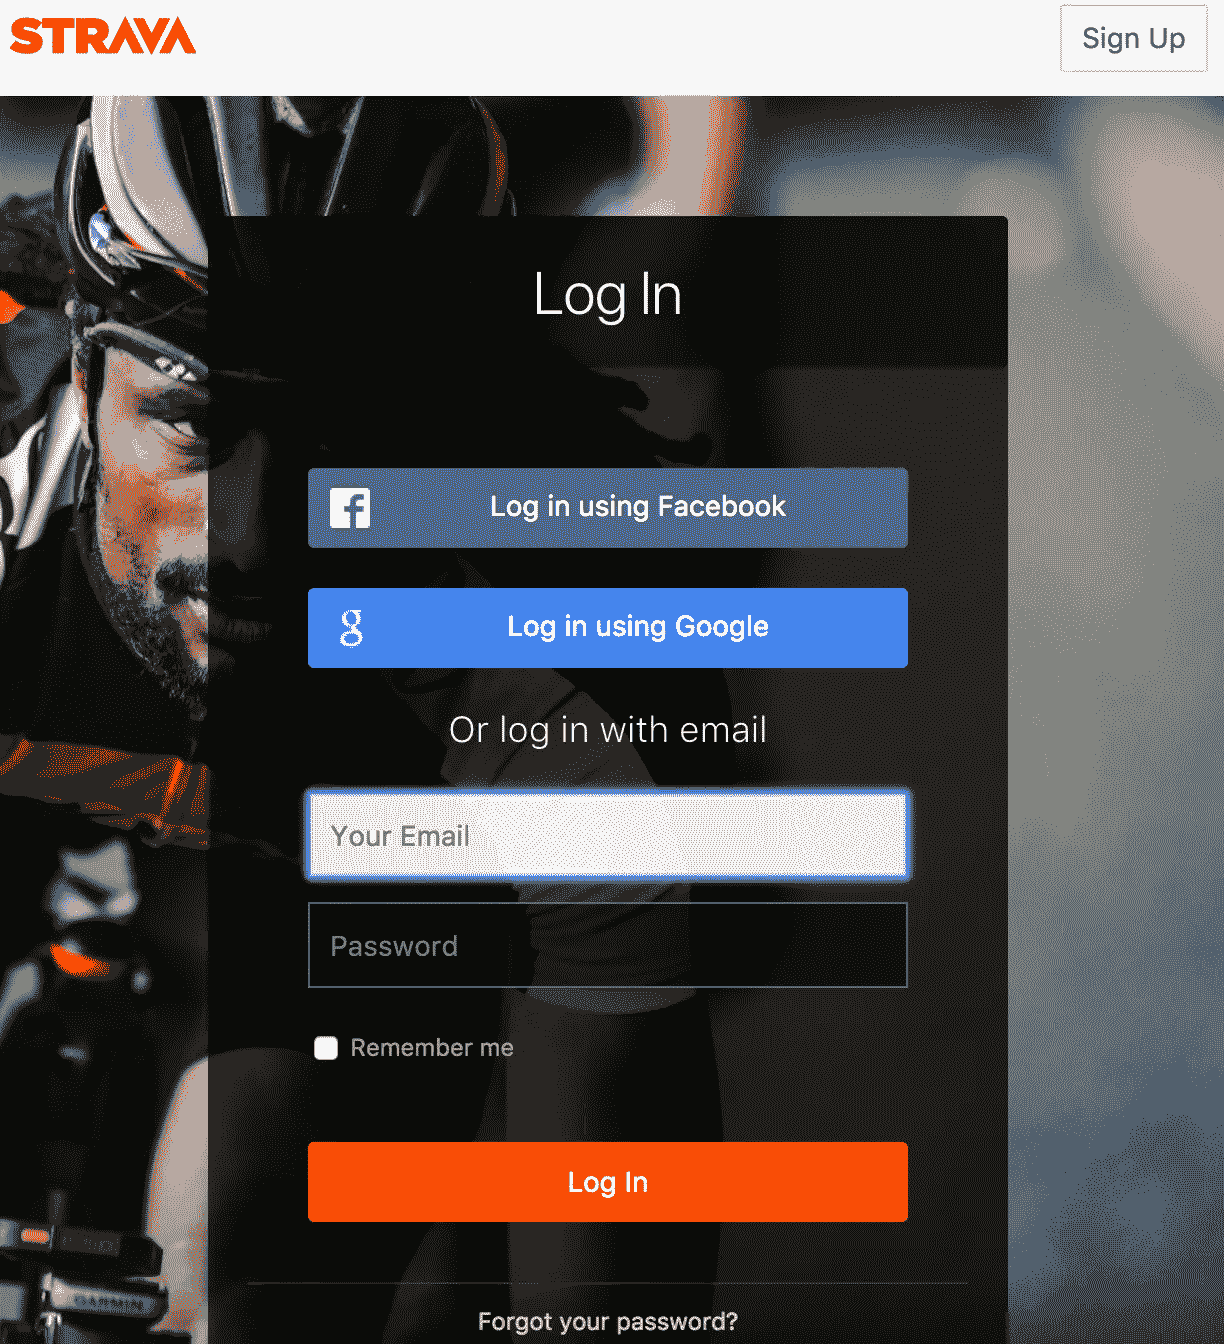 STRAVA
Sign Up
Log In
Log in using Facebook
Log in using Google
Or log in with email
Your Email
Password
Remember me
Log In
GARMIN
Forgot your password?